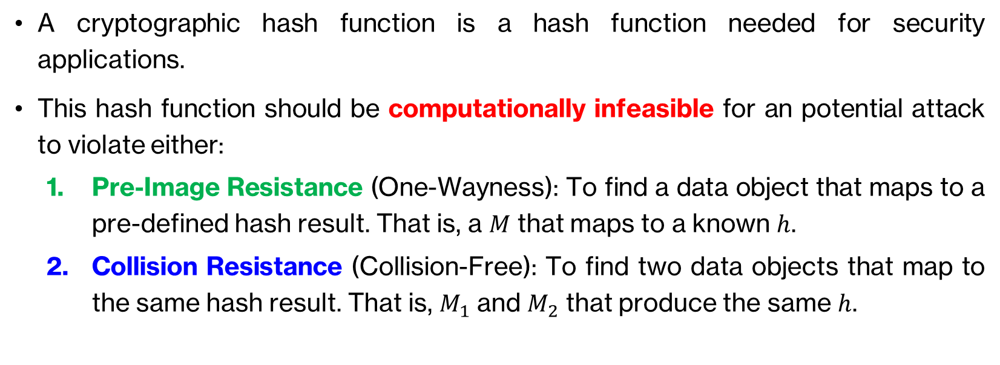 • A cryptographic hash function is a hash function needed for security
applications.
• This hash function should be computationally infeasible for an potential attack
to violate either:
1. Pre-Image Resistance (One-Wayness): To find a data object that maps to a
pre-defined hash result. That is, a 𝑀 that maps to a known ℎ.
2. Collision Resistance (Collision-Free): To find two data objects that map to
the same hash result. That is, 𝑀₁ and 𝑀₂ that produce the same ℎ.